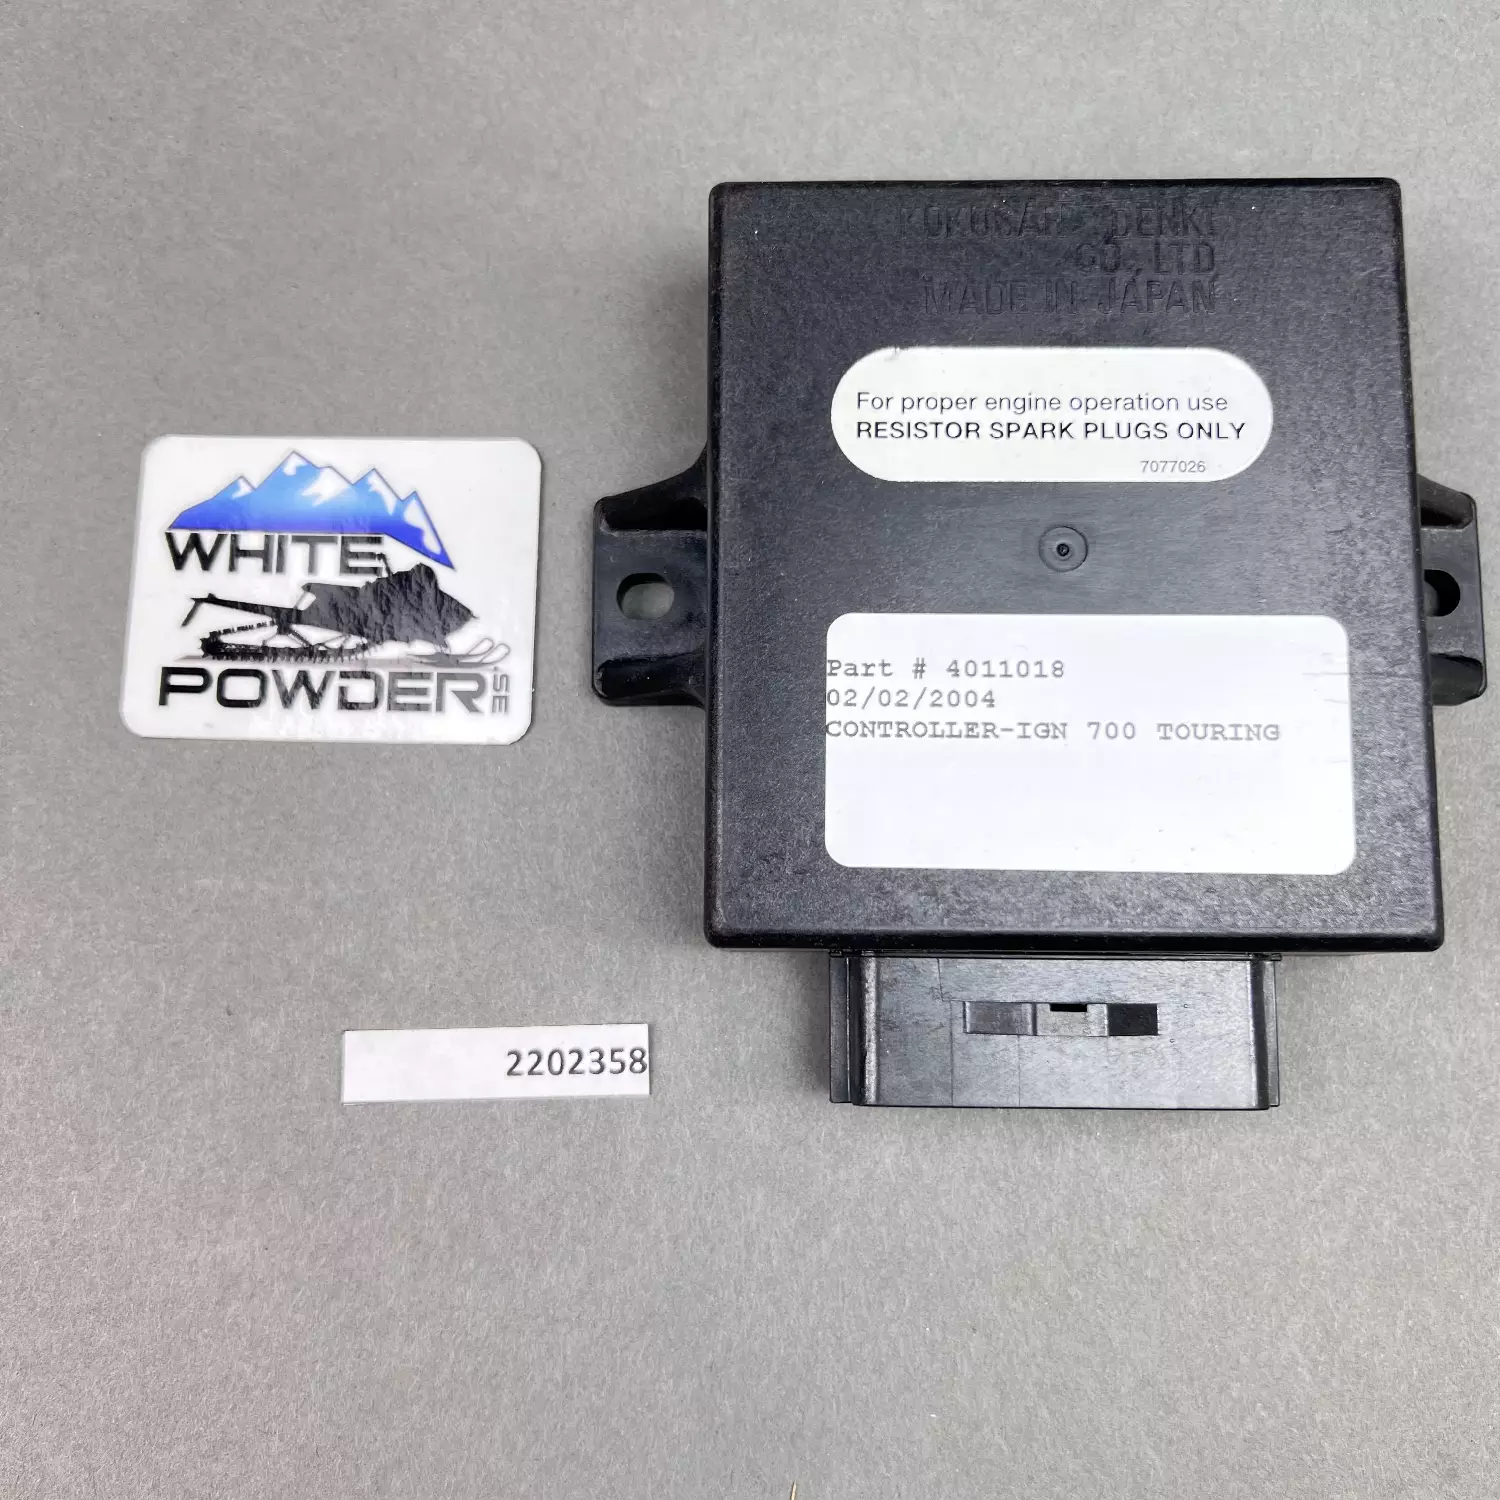 KOKUSAN DENKI
CO., LTD
MADE IN JAPAN
For proper engine operation use
RESISTOR SPARK PLUGS ONLY
7077026
WHITE
POWDER.SE
Part # 4011018
02/02/2004
CONTROLLER-IGN 700 TOURING
2202358